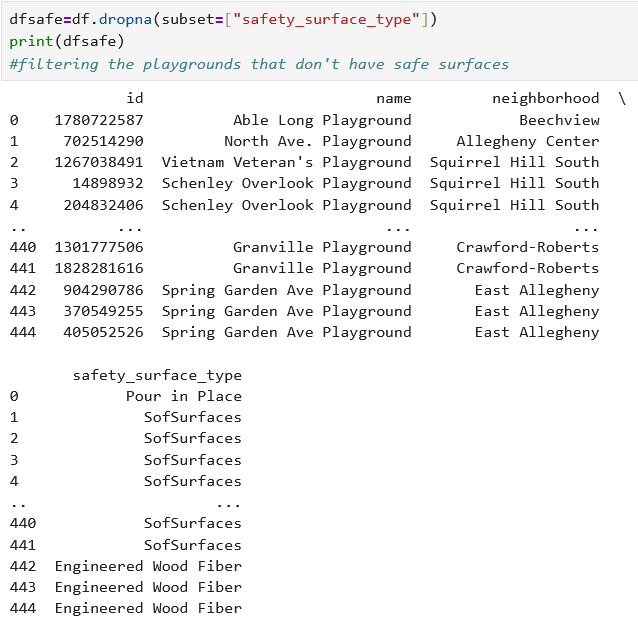 dfsafe=df.dropna(subset=["safety_surface_type"])
print(dfsafe)
#filtering the playgrounds that don't have safe surfaces
id name neighborhood \
0 1780722587 Able Long Playground Beechview
1 702514290 North Ave. Playground Allegheny Center
2 1267038491 Vietnam Veteran's Playground Squirrel Hill South
3 14898932 Schenley Overlook Playground Squirrel Hill South
4 204832406 Schenley Overlook Playground Squirrel Hill South
.. ... ... ...
440 1301777506 Granville Playground Crawford-Roberts
441 1828281616 Granville Playground Crawford-Roberts
442 904290786 Spring Garden Ave Playground East Allegheny
443 370549255 Spring Garden Ave Playground East Allegheny
444 405052526 Spring Garden Ave Playground East Allegheny
safety_surface_type
0 Pour in Place
1 SofSurfaces
2 SofSurfaces
3 SofSurfaces
4 SofSurfaces
.. ...
440 SofSurfaces
441 SofSurfaces
442 Engineered Wood Fiber
443 Engineered Wood Fiber
444 Engineered Wood Fiber